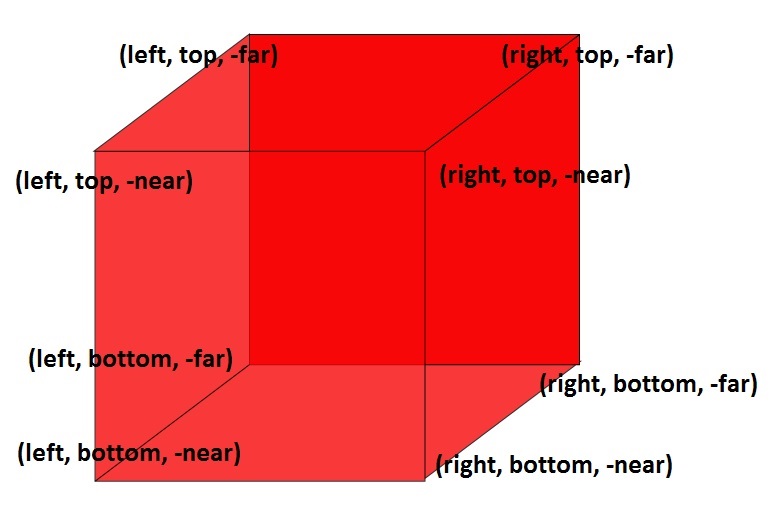 (left, top, -far)
(right, top, -far)
(left, top, -near)
(right, top, -near)
(left, bottom, -far)
(right, bottom, -far)
(left, bottom, -near)
(right, bottom, -near)